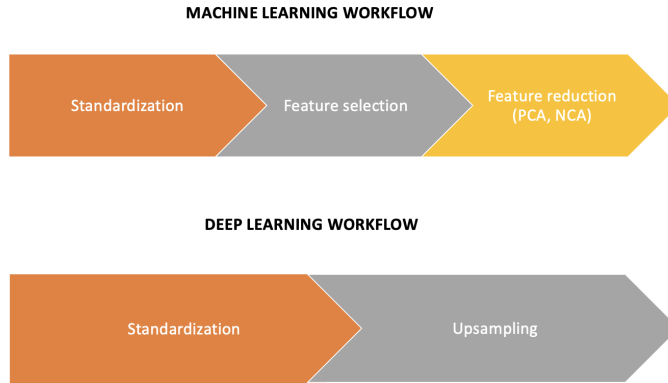 MACHINE LEARNING WORKFLOW
Standardization
Feature selection
Feature reduction
(PCA, NCA)
DEEP LEARNING WORKFLOW
Standardization
Upsampling